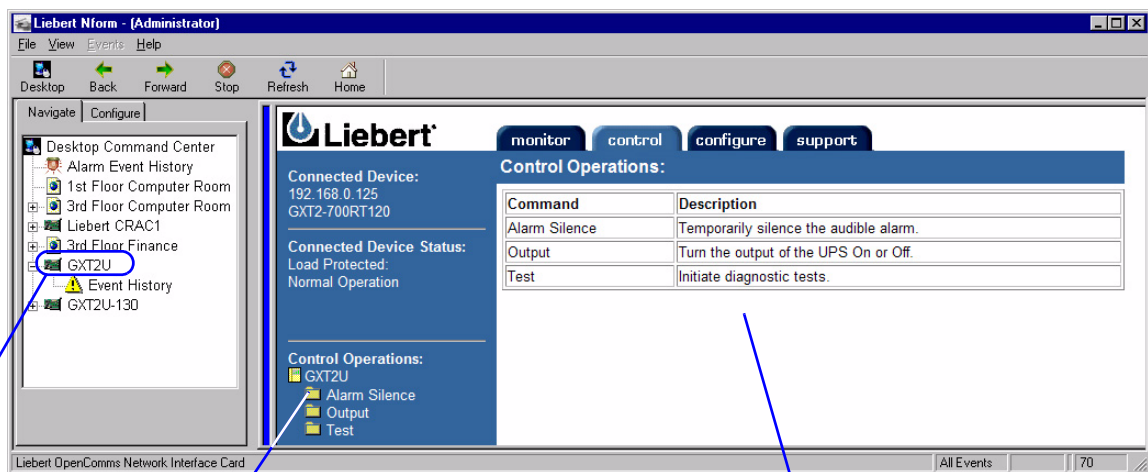 Liebert Nform - (Administrator)
File View Events Help
Desktop Back Forward Stop Refresh Home
Navigate Configure
Desktop Command Center
Alarm Event History
1st Floor Computer Room
3rd Floor Computer Room
Liebert CRAC1
3rd Floor Finance
GXT2U
Event History
GXT2U-130
Liebert
Connected Device:
192.168.0.125
GXT2-700RT120
Connected Device Status:
Load Protected:
Normal Operation
Control Operations:
GXT2U
Alarm Silence
Output
Test
monitor control configure support
Control Operations:
Command Description
Alarm Silence Temporarily silence the audible alarm.
Output Turn the output of the UPS On or Off.
Test Initiate diagnostic tests.
Liebert OpenComms Network Interface Card All Events 70